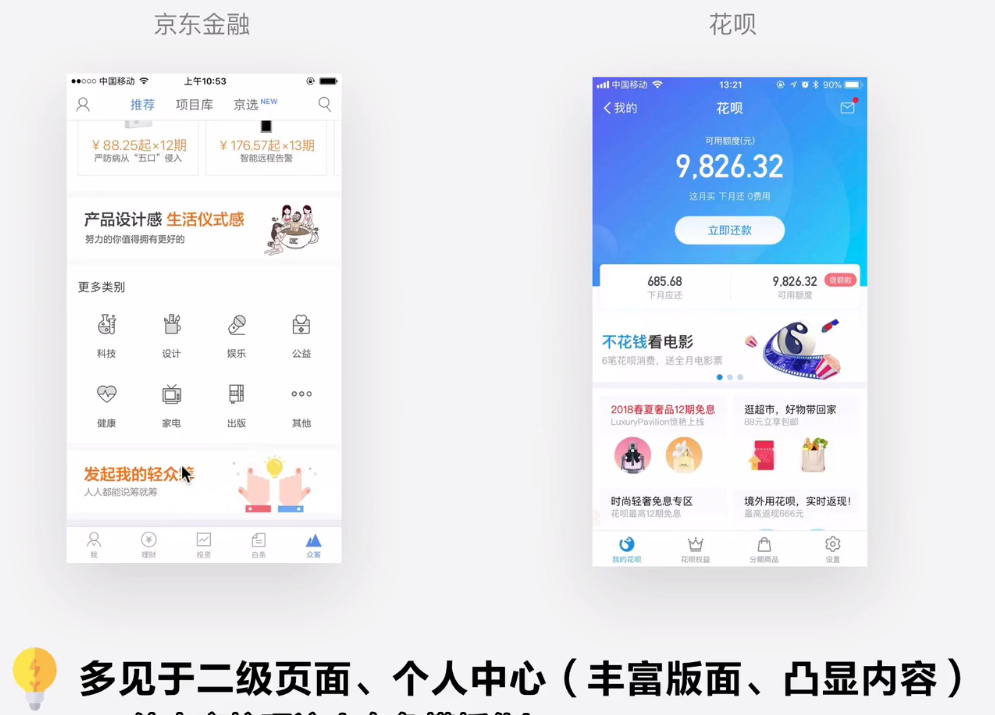 京东金融
花呗
中国移动 上午10:53
推荐 项目库 京选 NEW
¥88.25起×12期
严防病从“五口”侵入
¥176.57起×13期
智能远程告警
产品设计感 生活仪式感
努力的你值得拥有更好的
更多类别
科技 设计 娱乐 公益
健康 家电 出版 其他
发起我的轻众筹
人人都能说筹就筹
我 理财 投资 白条 众筹
中国移动 13:21 90%
我的 花呗
可用额度(元)
9,826.32
这月买 下月还 0费用
立即还款
685.68
下月应还
9,826.32
可用额度
不花钱看电影
6笔花呗消费，送全月电影票
2018春夏奢品12期免息
LuxuryPavilion惊艳上线
逛超市，好物带回家
88元立享包邮
时尚轻奢免息专区
花呗最高12期免息
境外用花呗，实时返现!
最高返现666元
我的花呗 花呗权益 分期商品 设置
多见于二级页面、个人中心（丰富版面、凸显内容）